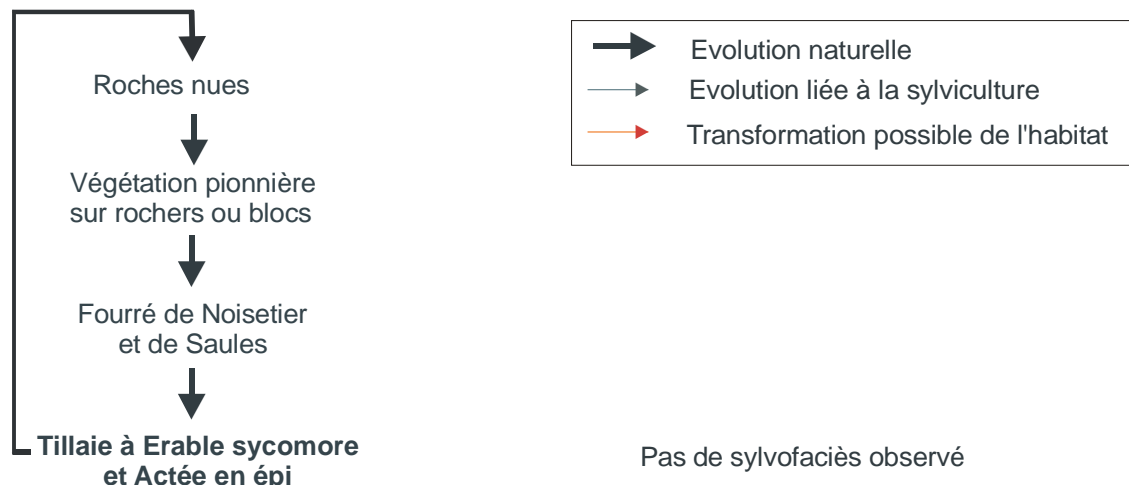 Roches nues
Végétation pionnière
sur rochers ou blocs
Fourré de Noisetier
et de Saules
Tillaie à Erable sycomore
et Actée en épi
Evolution naturelle
Evolution liée à la sylviculture
Transformation possible de l'habitat
Pas de sylvofaciès observé